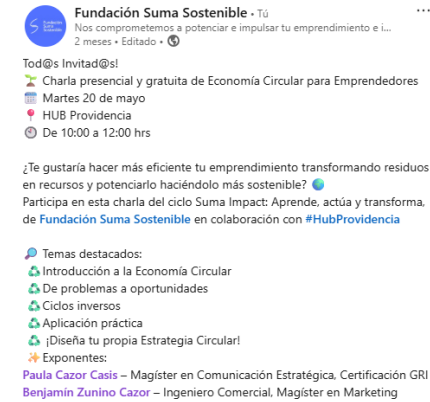 Fundación Suma Sostenible • Tú
Nos comprometemos a potenciar e impulsar tu emprendimiento e i...
2 meses • Editado •
Tod@s Invitad@s!
🌱 Charla presencial y gratuita de Economía Circular para Emprendedores
🗓️ Martes 20 de mayo
📍 HUB Providencia
🕙 De 10:00 a 12:00 hrs
¿Te gustaría hacer más eficiente tu emprendimiento transformando residuos
en recursos y potenciarlo haciéndolo más sostenible? 🌎
Participa en esta charla del ciclo Suma Impact: Aprende, actúa y transforma,
de Fundación Suma Sostenible en colaboración con #HubProvidencia
🔎 Temas destacados:
♻️Introducción a la Economía Circular
♻️De problemas a oportunidades
♻️Ciclos inversos
♻️Aplicación práctica
♻️ ¡Diseña tu propia Estrategia Circular!
✨Exponentes:
Paula Cazor Casis – Magíster en Comunicación Estratégica, Certificación GRI
Benjamín Zunino Cazor – Ingeniero Comercial, Magíster en Marketing